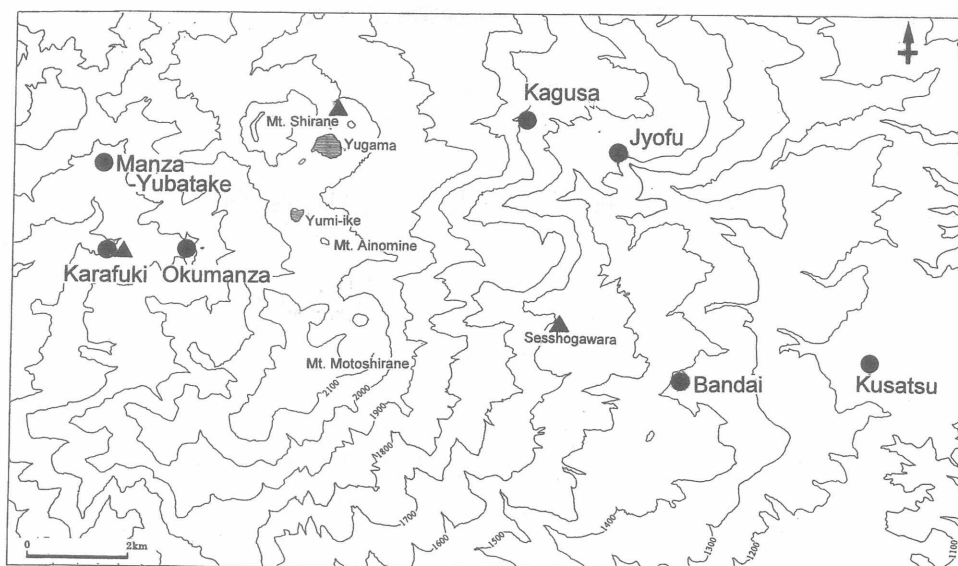 Kagusa
Mt. Shirane
Jyofu
Yugama
Manza
-Yubatake
Yumi-ike
Mt. Ainomine
Karafuki
Okumanza
Sesshogawara
Mt. Motoshirane
Bandai
Kusatsu
2100
2000
1900
1800
1700
1600
1500
1400
1300
1200
1100
0
2km